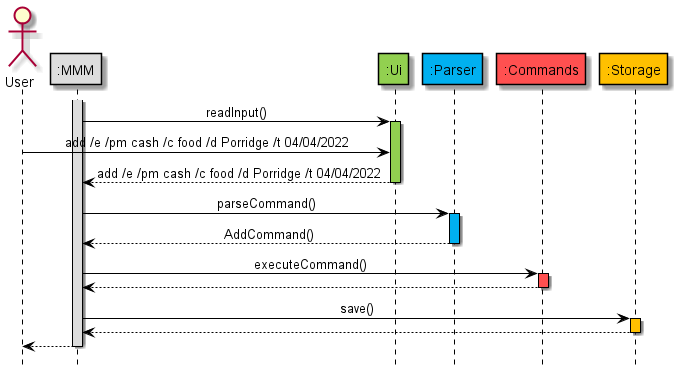 :MMM
:Ui
:Parser
:Commands
:Storage
User
readInput()
add /e /pm cash /c food /d Porridge /t 04/04/2022
add /e /pm cash /c food /d Porridge /t 04/04/2022
parseCommand()
AddCommand()
executeCommand()
save()